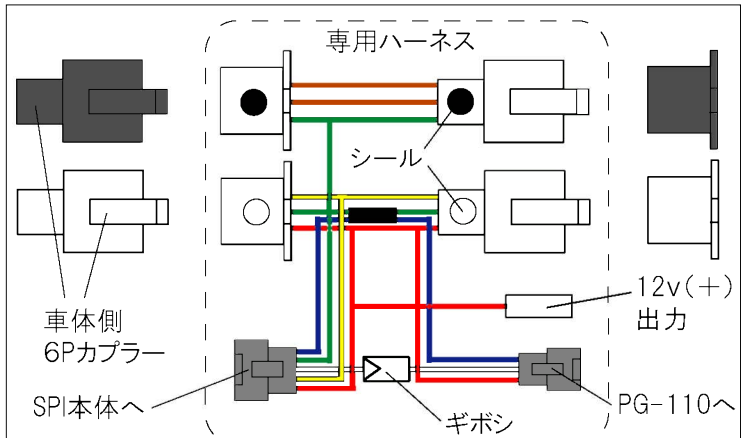 専用ハーネス
シール
車体側
6Pカプラー
12v(+)
出力
SPI本体へ
ギボシ
PG-110へ